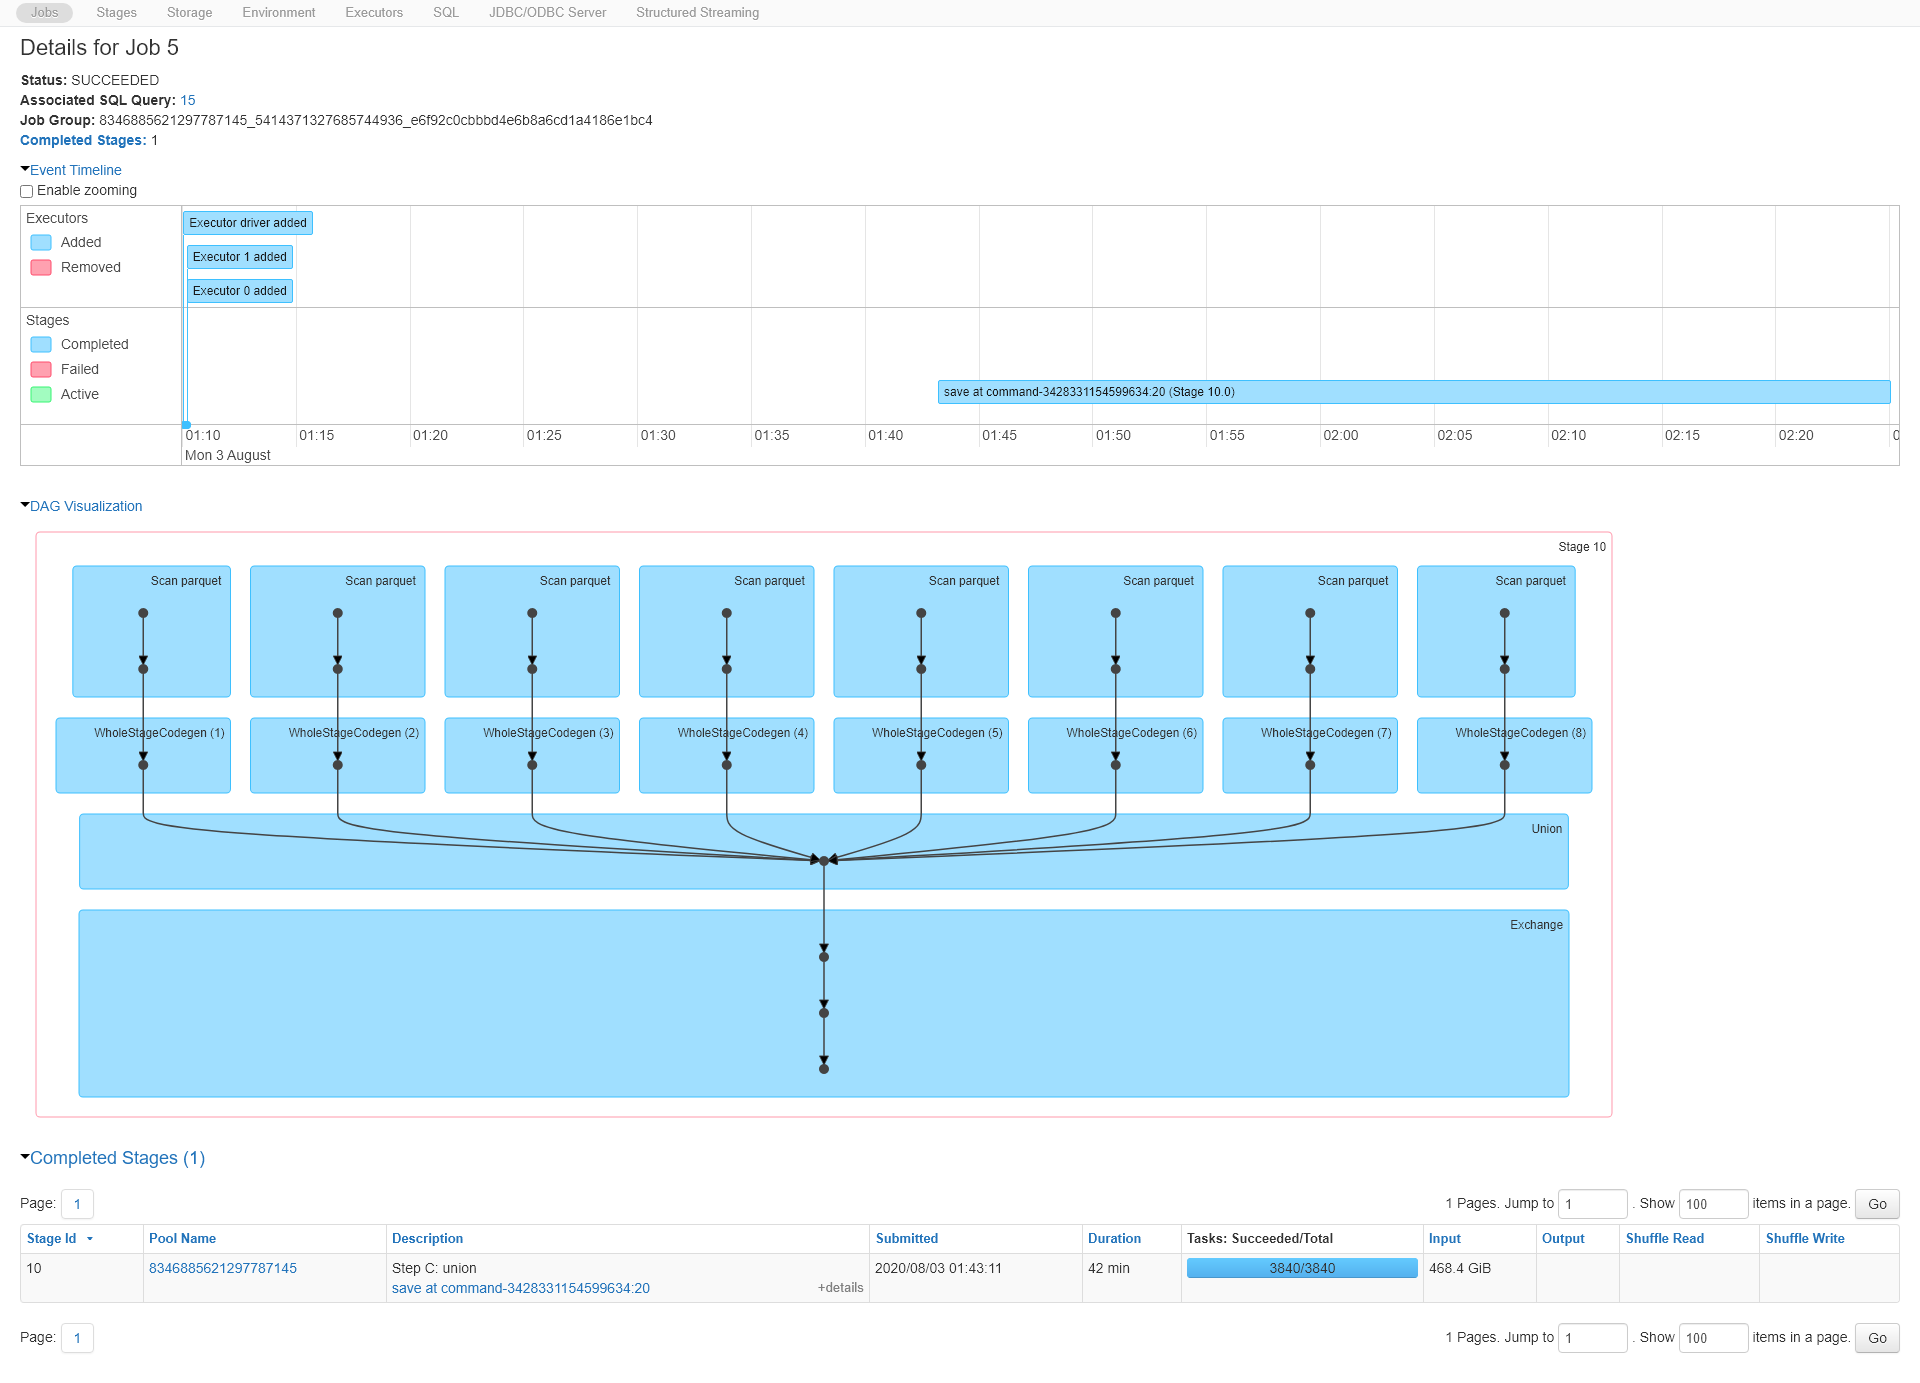 Jobs Stages Storage Environment Executors SQL JDBC/ODBC Server Structured Streaming
Details for Job 5
Status: SUCCEEDED
Associated SQL Query: 15
Job Group: 8346885621297787145_5414371327685744936_e6f92c0cbbbd4e6b8a6cd1a4186e1bc4
Completed Stages: 1
Event Timeline
Enable zooming
Executors
Added
Removed
Executor driver added
Executor 1 added
Executor 0 added
Stages
Completed
Failed
Active
save at command-3428331154599634:20 (Stage 10.0)
01:10 01:15 01:20 01:25 01:30 01:35 01:40 01:45 01:50 01:55 02:00 02:05 02:10 02:15 02:20 0
Mon 3 August
DAG Visualization
Stage 10
Scan parquet Scan parquet Scan parquet Scan parquet Scan parquet Scan parquet Scan parquet Scan parquet
WholeStageCodegen (1) WholeStageCodegen (2) WholeStageCodegen (3) WholeStageCodegen (4) WholeStageCodegen (5) WholeStageCodegen (6) WholeStageCodegen (7) WholeStageCodegen (8)
Union
Exchange
Completed Stages (1)
Page: 1 1 Pages. Jump to 1 . Show 100 items in a page. Go
Stage Id Pool Name Description Submitted Duration Tasks: Succeeded/Total Input Output Shuffle Read Shuffle Write
10 8346885621297787145 Step C: union 2020/08/03 01:43:11 42 min 3840/3840 468.4 GiB
save at command-3428331154599634:20 +details
Page: 1 1 Pages. Jump to 1 . Show 100 items in a page. Go